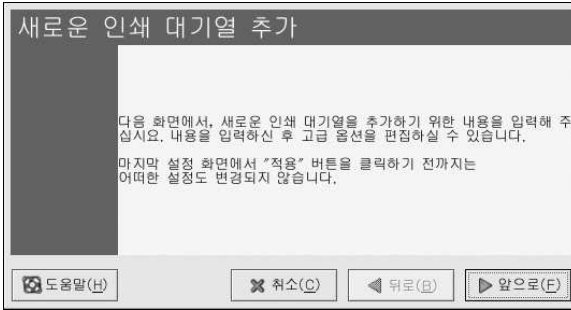 새로운 인쇄 대기열 추가
다음 화면에서, 새로운 인쇄 대기열을 추가하기 위한 내용을 입력해 주
십시요. 내용을 입력하신 후 고급 옵션을 편집하실 수 있습니다.
마지막 설정 화면에서 "적용" 버튼을 클릭하기 전까지는
어떠한 설정도 변경되지 않습니다.
도움말(H)
취소(C)
뒤로(B)
앞으로(F)